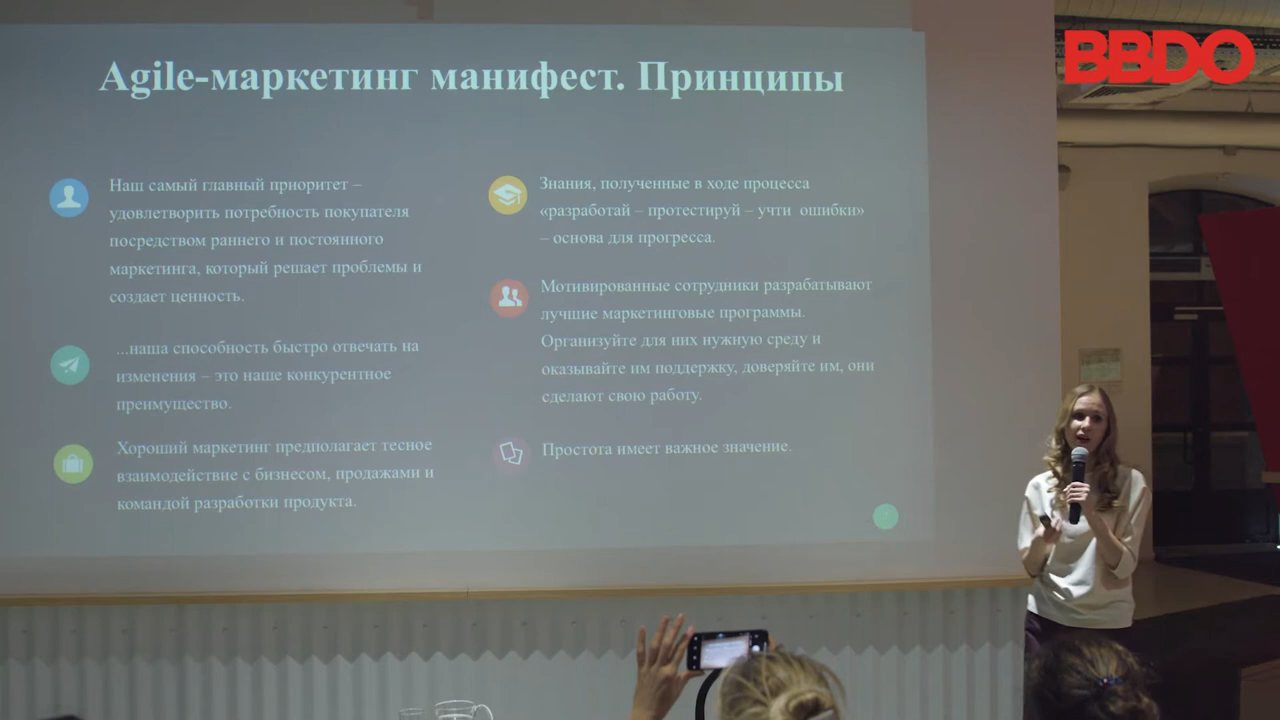 BBDO
Agile-маркетинг манифест. Принципы
Наш самый главный приоритет –
удовлетворить потребность покупателя
посредством раннего и постоянного
маркетинга, который решает проблемы и
создает ценность.
...наша способность быстро отвечать на
изменения – это наше конкурентное
преимущество.
Хороший маркетинг предполагает тесное
взаимодействие с бизнесом, продажами и
командой разработки продукта.
Знания, полученные в ходе процесса
«разработай – протестируй – учти  ошибки»
– основа для прогресса.
Мотивированные сотрудники разрабатывают
лучшие маркетинговые программы.
Организуйте для них нужную среду и
оказывайте им поддержку, доверяйте им, они
сделают свою работу.
Простота имеет важное значение.